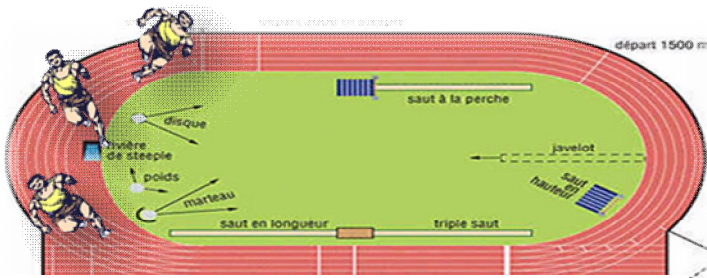 départ 1500 m
saut à la perche
disque
rivière
de steeple
javelot
poids
saut
en
hauteur
marteau
saut en longueur
triple saut